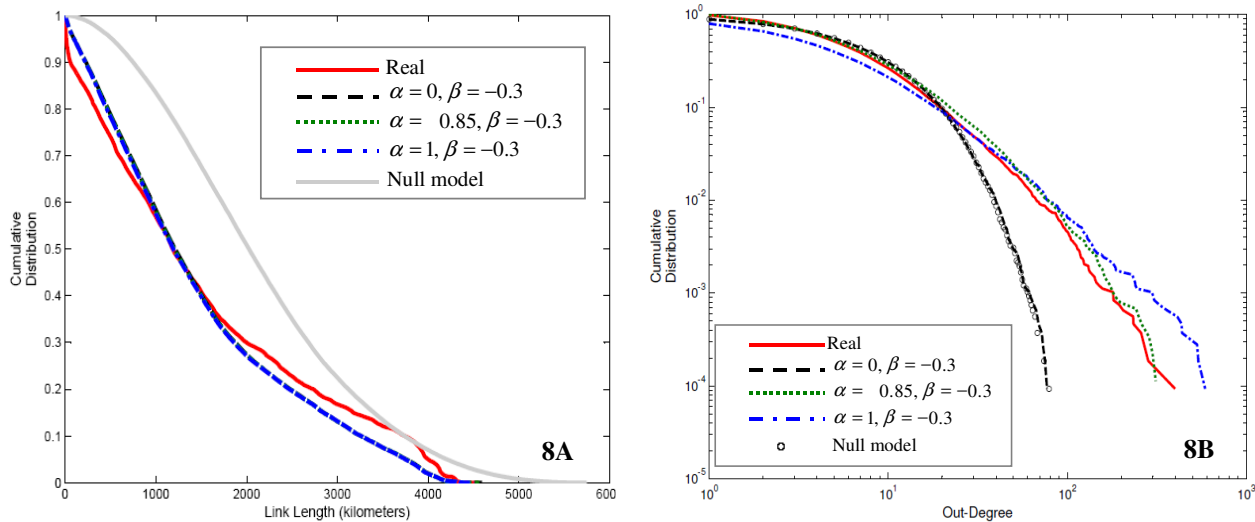 1
0.9
0.8
0.7
0.6
0.5
0.4
0.3
0.2
0.1
0
Cumulative
Distribution
Real
α = 0, β = −0.3
α = 0.85, β = −0.3
α = 1, β = −0.3
Null model
8A
0 1000 2000 3000 4000 5000 600
Link Length (kilometers)
10^0
10^-1
10^-2
10^-3
10^-4
10^-5
Cumulative
Distribution
Real
α = 0, β = −0.3
α = 0.85, β = −0.3
α = 1, β = −0.3
Null model
8B
10^0 10^1 10^2 10^3
Out-Degree